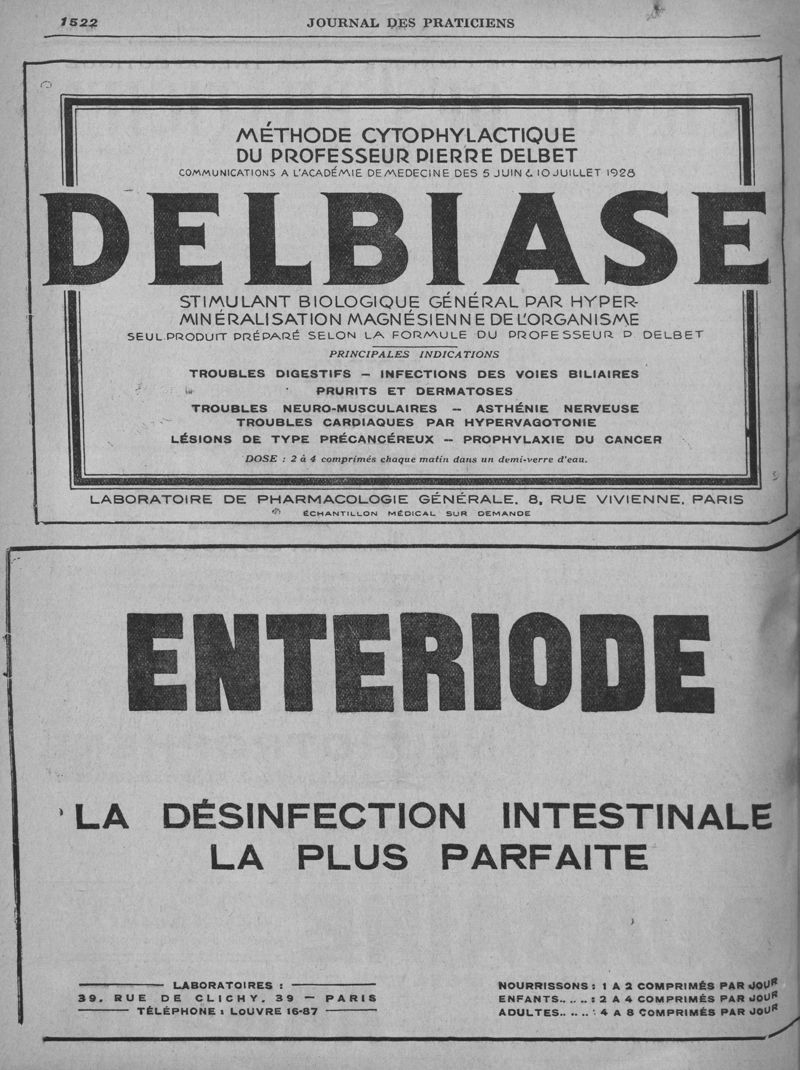 1522
JOURNAL DES PRATICIENS
MÉTHODE CYTOPHYLACTIQUE
DU PROFESSEUR PIERRE DELBET
COMMUNICATIONS A L'ACADÉMIE DE MEDECINE DES 5 JUIN & 10 JUILLET 1928
DELBIASE
STIMULANT BIOLOGIQUE GÉNÉRAL PAR HYPER-
MINÉRALISATION MAGNÉSIENNE DE L'ORGANISME
SEUL PRODUIT PRÉPARÉ SELON LA FORMULE DU PROFESSEUR P. DELBET
PRINCIPALES INDICATIONS
TROUBLES DIGESTIFS — INFECTIONS DES VOIES BILIAIRES
PRURITS ET DERMATOSES
TROUBLES NEURO-MUSCULAIRES — ASTHÉNIE NERVEUSE
TROUBLES CARDIAQUES PAR HYPERVAGOTONIE
LÉSIONS DE TYPE PRÉCANCÉREUX — PROPHYLAXIE DU CANCER
DOSE : 2 à 4 comprimés chaque matin dans un demi-verre d'eau.
LABORATOIRE DE PHARMACOLOGIE GÉNÉRALE. 8, RUE VIVIENNE, PARIS
ÉCHANTILLON MÉDICAL SUR DEMANDE
ENTERIODE
LA DÉSINFECTION INTESTINALE
LA PLUS PARFAITE
LABORATOIRES :
39, RUE DE CLICHY, 39 — PARIS
TÉLÉPHONE : LOUVRE 16-87
NOURRISSONS : 1 A 2 COMPRIMÉS PAR JOUR
ENFANTS..... : 2 A 4 COMPRIMÉS PAR JOUR
ADULTES..... : 4 A 8 COMPRIMÉS PAR JOUR